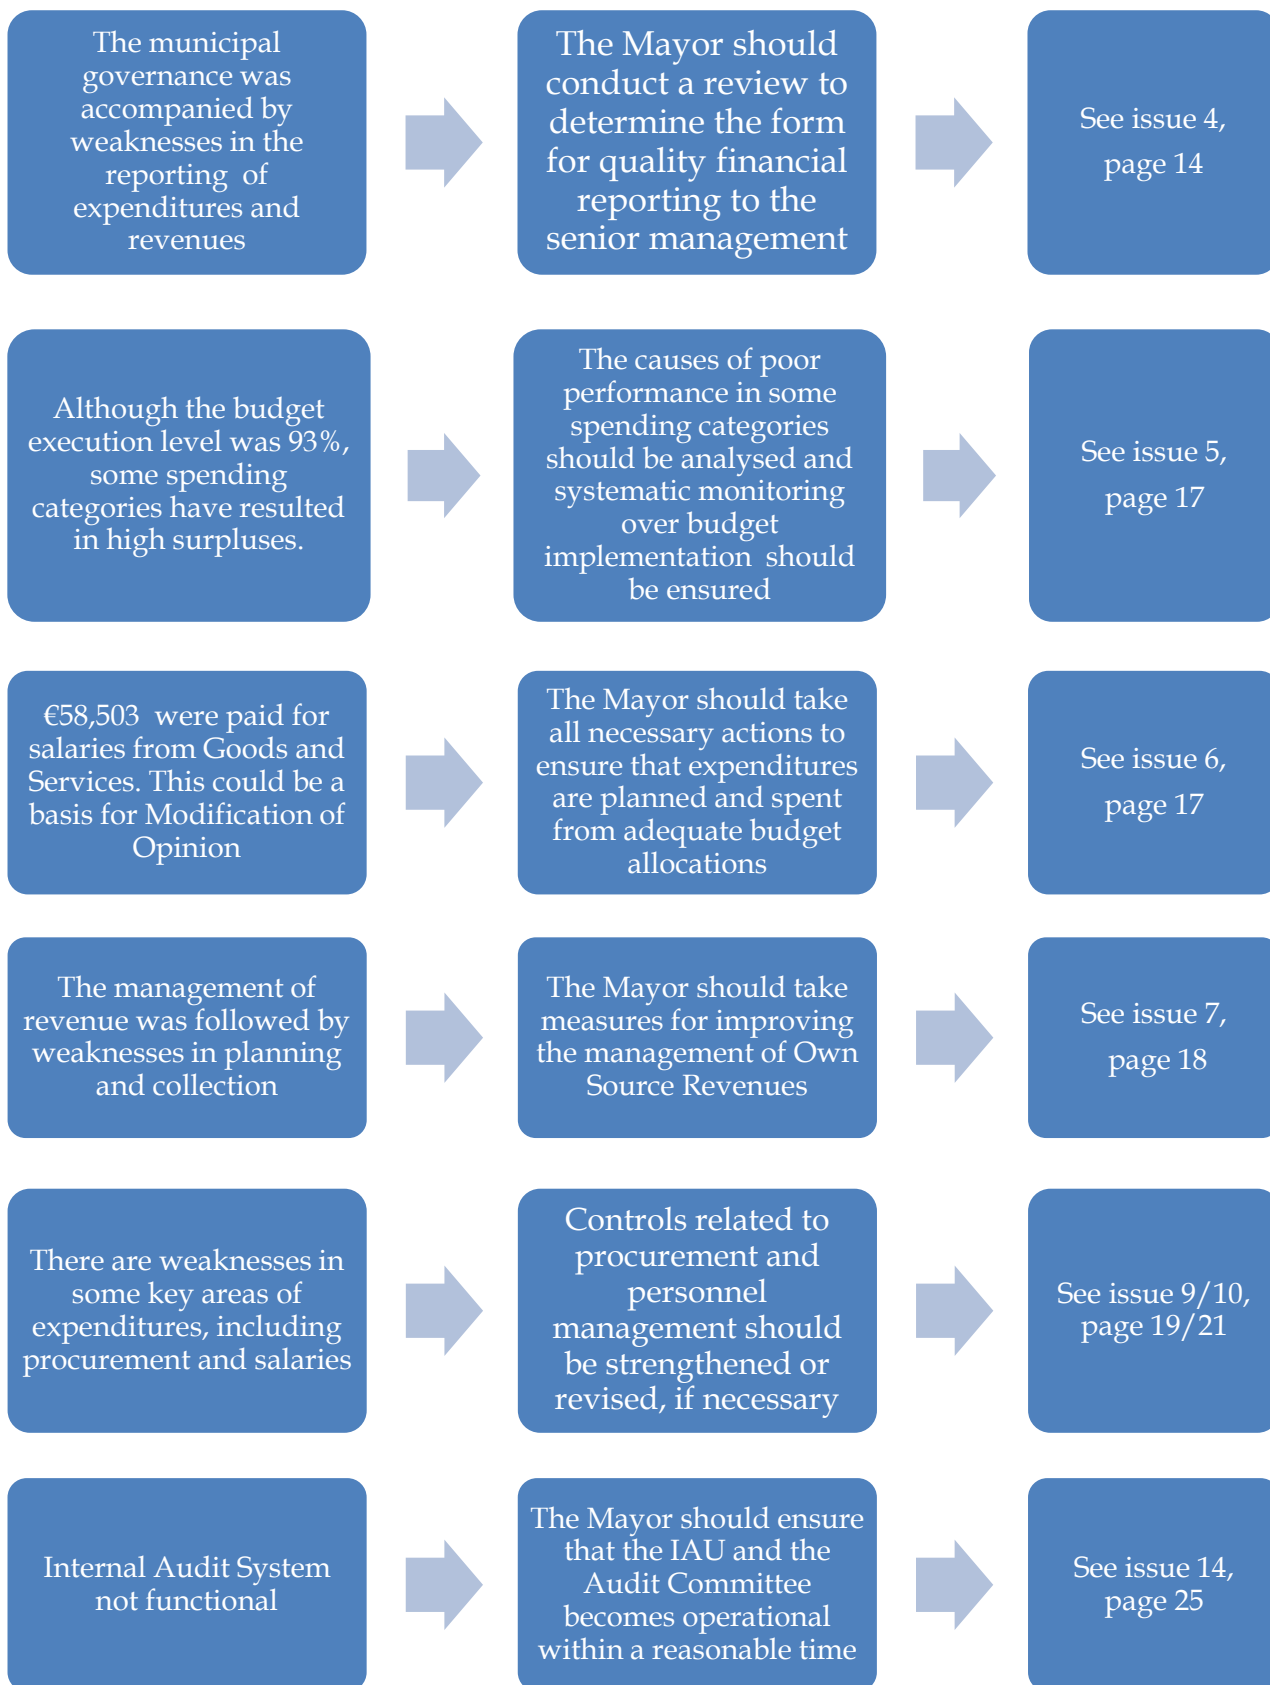 The municipal
governance was
accompanied by
weaknesses in the
reporting of
expenditures and
revenues
The Mayor should
conduct a review to
determine the form
for quality financial
reporting to the
senior management
See issue 4,
page 14
Although the budget
execution level was 93%,
some spending
categories have resulted
in high surpluses.
The causes of poor
performance in some
spending categories
should be analysed and
systematic monitoring
over budget
implementation should
be ensured
See issue 5,
page 17
€58,503 were paid for
salaries from Goods and
Services. This could be a
basis for Modification of
Opinion
The Mayor should take
all necessary actions to
ensure that expenditures
are planned and spent
from adequate budget
allocations
See issue 6,
page 17
The management of
revenue was followed by
weaknesses in planning
and collection
The Mayor should take
measures for improving
the management of Own
Source Revenues
See issue 7,
page 18
There are weaknesses in
some key areas of
expenditures, including
procurement and salaries
Controls related to
procurement and
personnel
management should
be strengthened or
revised, if necessary
See issue 9/10,
page 19/21
Internal Audit System
not functional
The Mayor should ensure
that the IAU and the
Audit Committee
becomes operational
within a reasonable time
See issue 14,
page 25